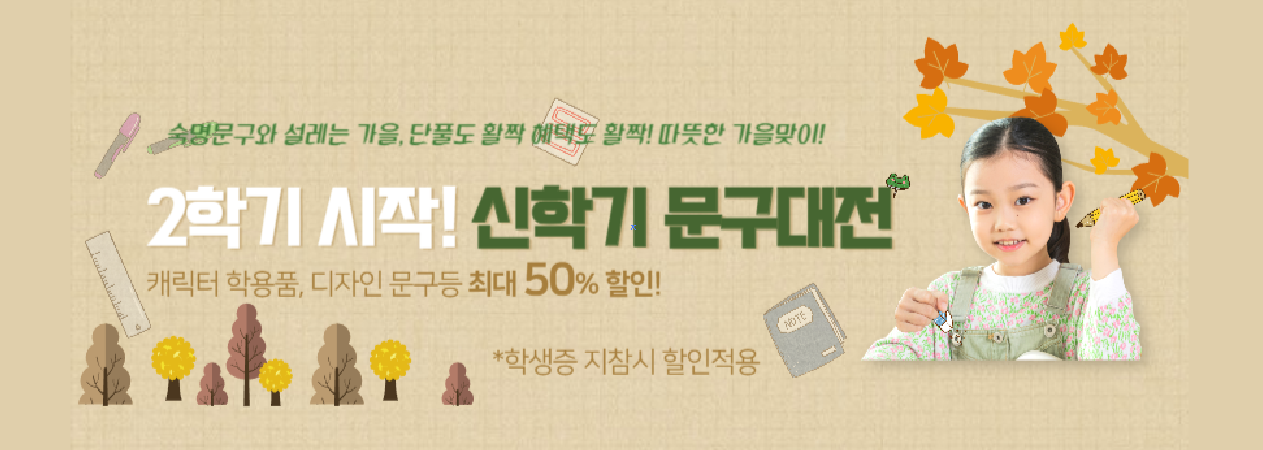 숙명문구와 설레는 가을, 단풀도 활짝 혜택도 활짝! 따뜻한 가을맞이!
2학기 시작! 신학기 문구대전
캐릭터 학용품, 디자인 문구등 최대 50% 할인!
NOTE
*학생증 지참시 할인적용